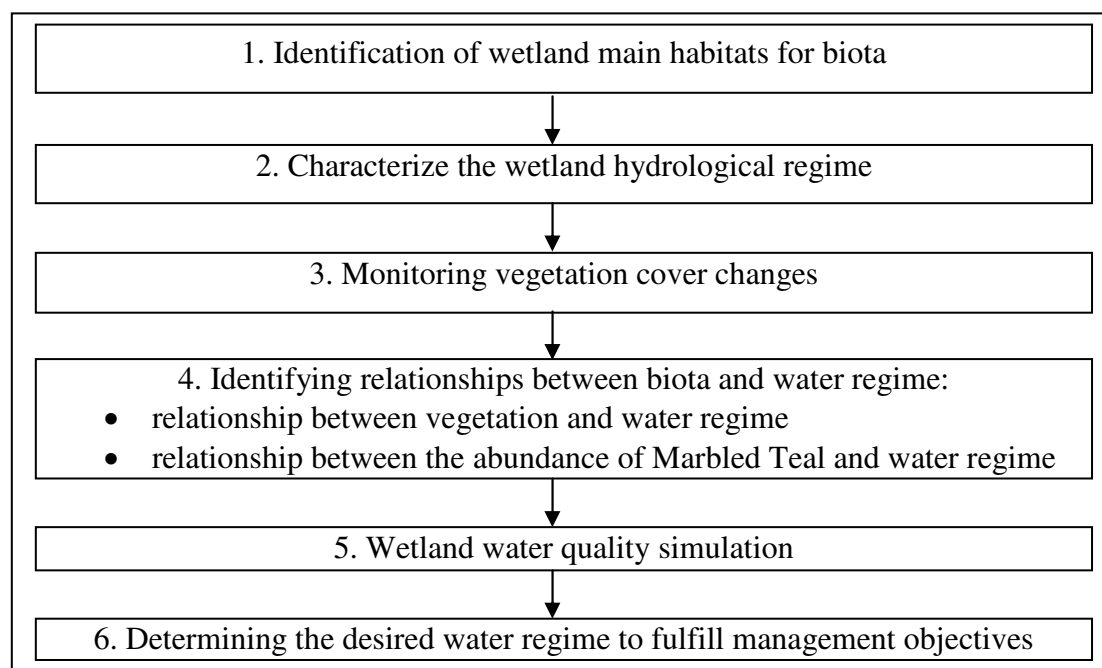 1. Identification of wetland main habitats for biota
2. Characterize the wetland hydrological regime
3. Monitoring vegetation cover changes
4. Identifying relationships between biota and water regime:
• relationship between vegetation and water regime
• relationship between the abundance of Marbled Teal and water regime
5. Wetland water quality simulation
6. Determining the desired water regime to fulfill management objectives